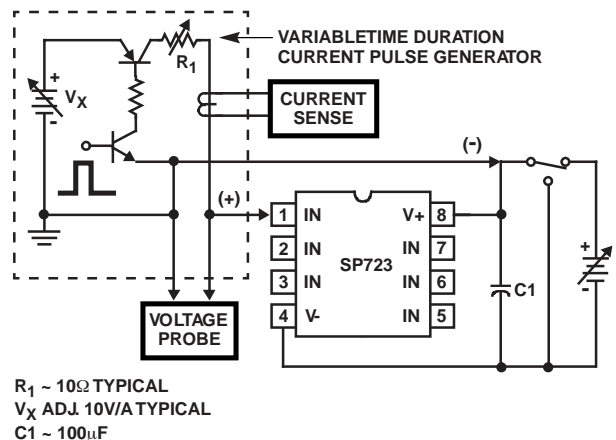 VARIABLETIME DURATION
CURRENT PULSE GENERATOR
R1
+
VX
-
CURRENT
SENSE
(-)
(+)
1 IN
2 IN
3 IN
4 V-
SP723
V+ 8
IN 7
IN 6
IN 5
C1
+
-
VOLTAGE
PROBE
R1 ~ 10Ω TYPICAL
VX ADJ. 10V/A TYPICAL
C1 ~ 100μF